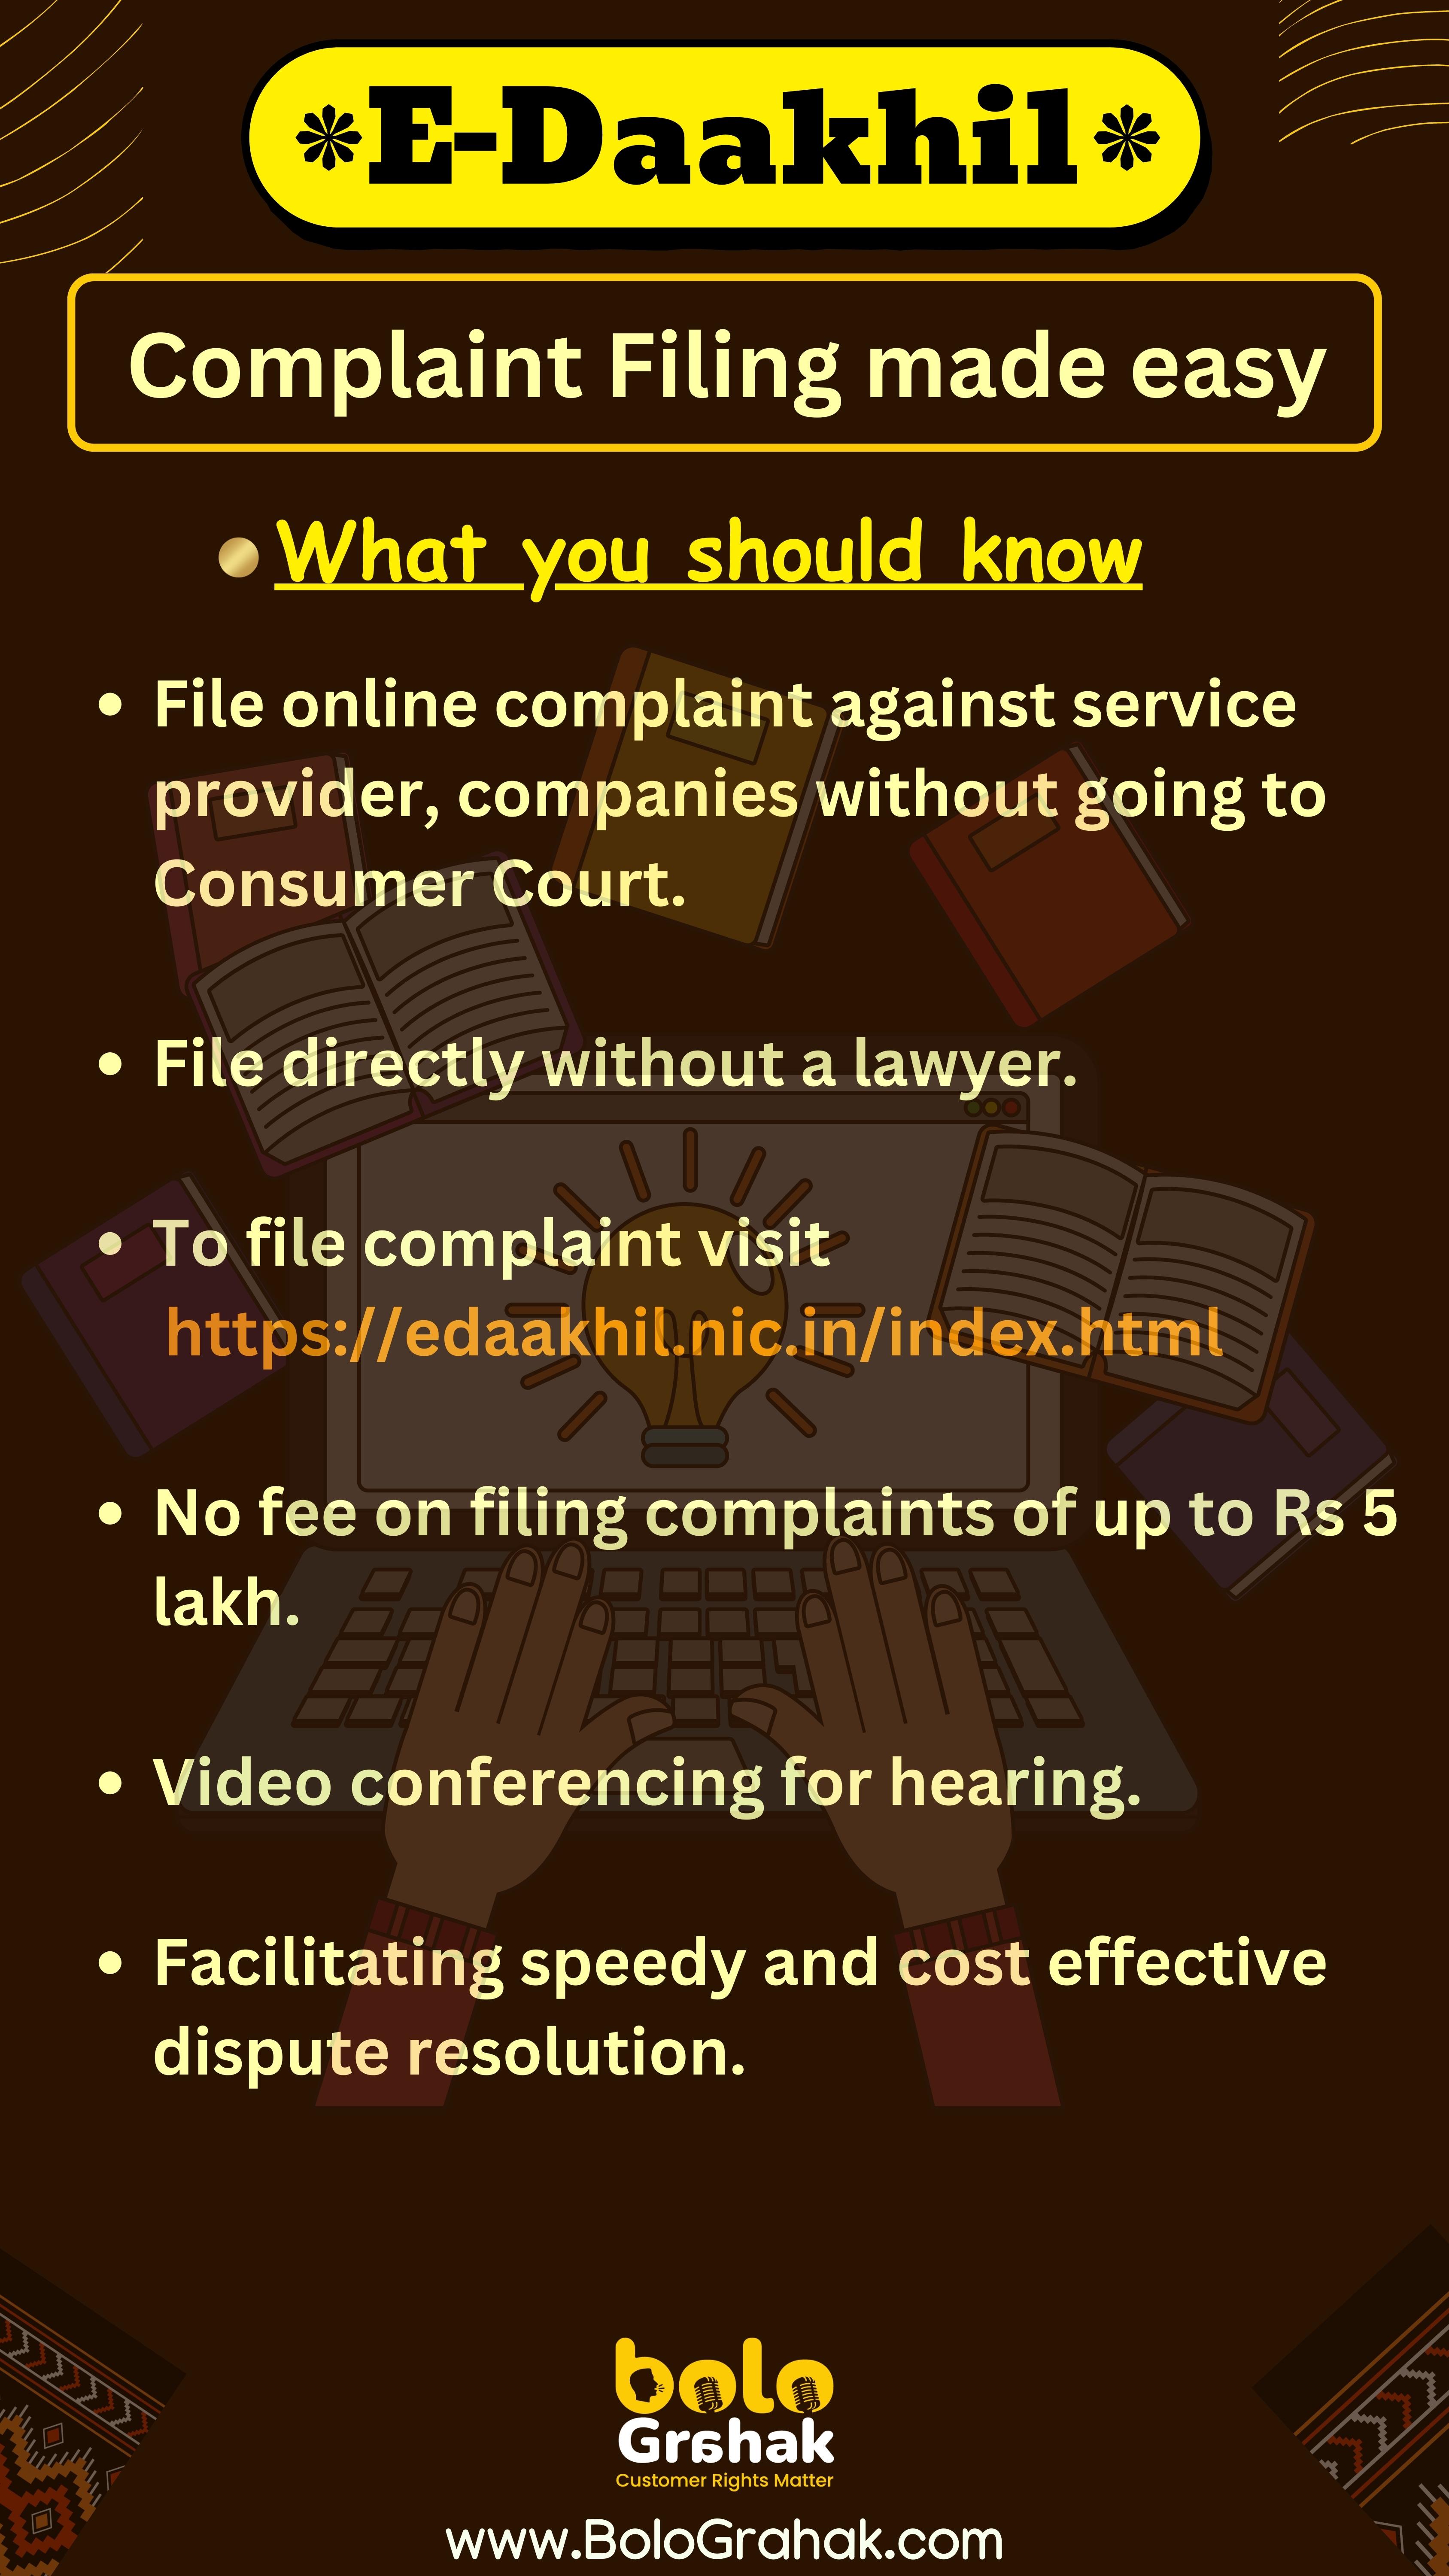 E-Daakhil
Complaint Filing made easy
What you should know
File online complaint against service
provider, companies without going to
Consumer Court.
File directly without a lawyer.
To file complaint visit
https://edaakhil.nic.in/index.html
No fee on filing complaints of up to Rs 5
lakh.
Video conferencing for hearing.
Facilitating speedy and cost effective
dispute resolution.
bolo
Grahak
Customer Rights Matter
www.BoloGrahak.com